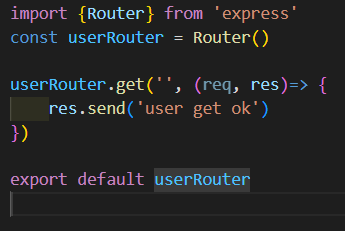 import {Router} from 'express'
const userRouter = Router()
userRouter.get('', (req, res)=> {
    res.send('user get ok')
})
export default userRouter